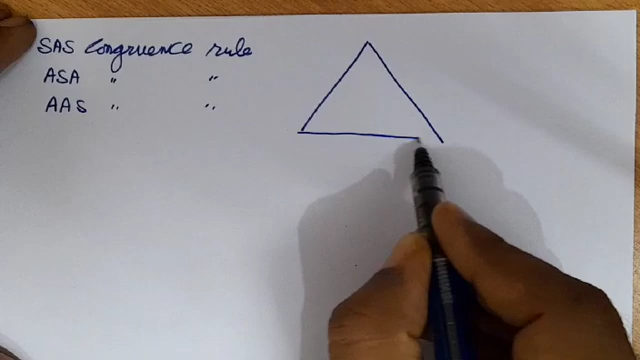 SAS Congruence rule
ASA " "
AAS " "